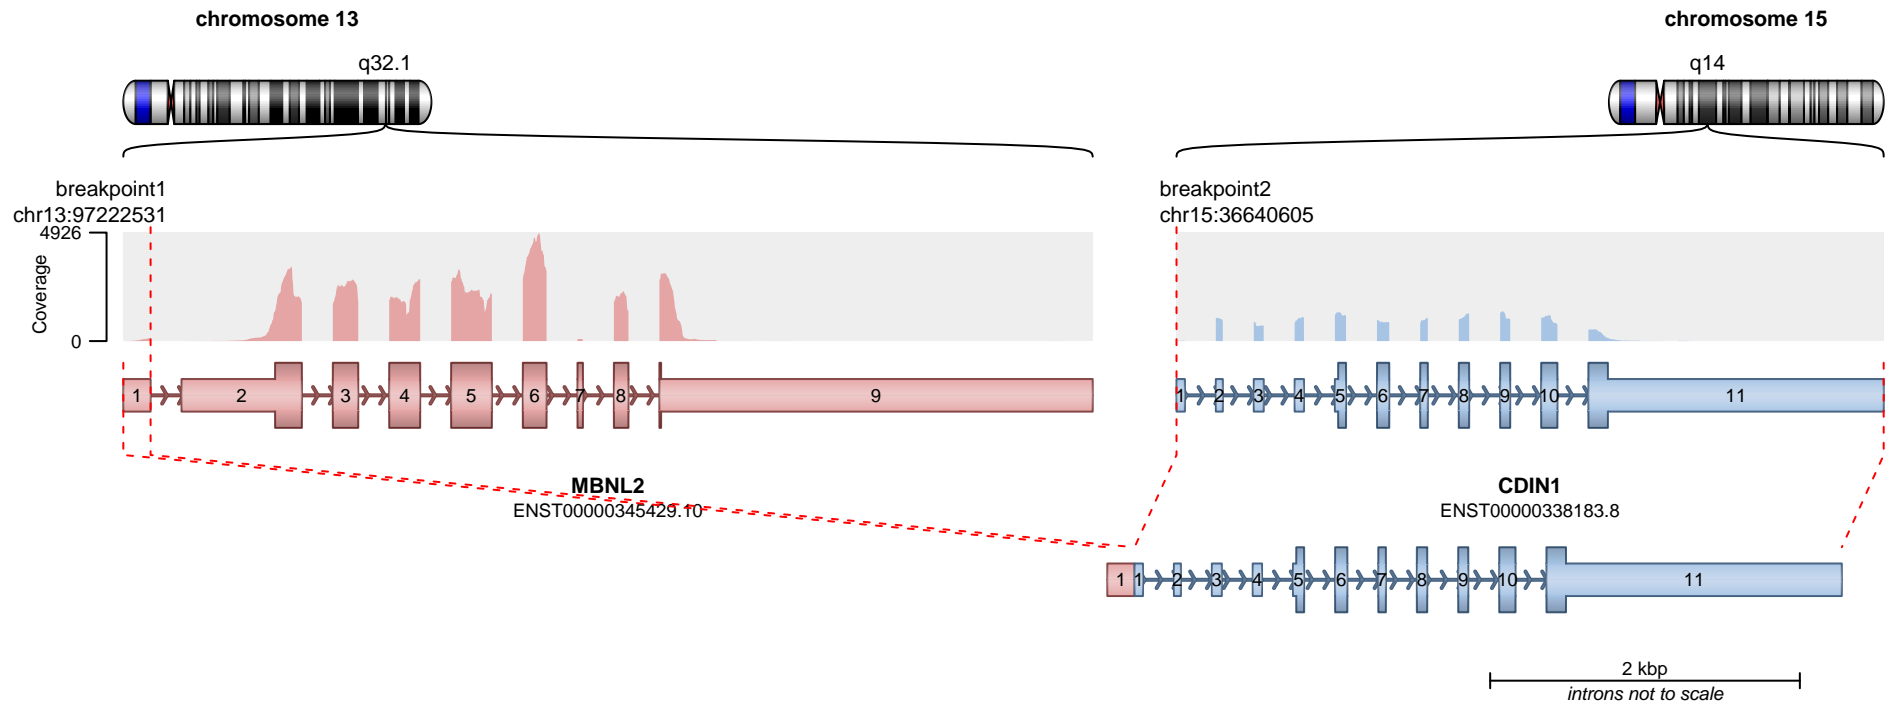 chromosome 13
chromosome 15
q32.1
q14
breakpoint1
chr13:97222531
breakpoint2
chr15:36640605
4926
Coverage
0
1 2 3 4 5 6 7 8 9
1 2 3 4 5 6 7 8 9 10 11
MBNL2
ENST00000345429.10
CDIN1
ENST00000338183.8
1 1 2 3 4 5 6 7 8 9 10 11
2 kbp
introns not to scale